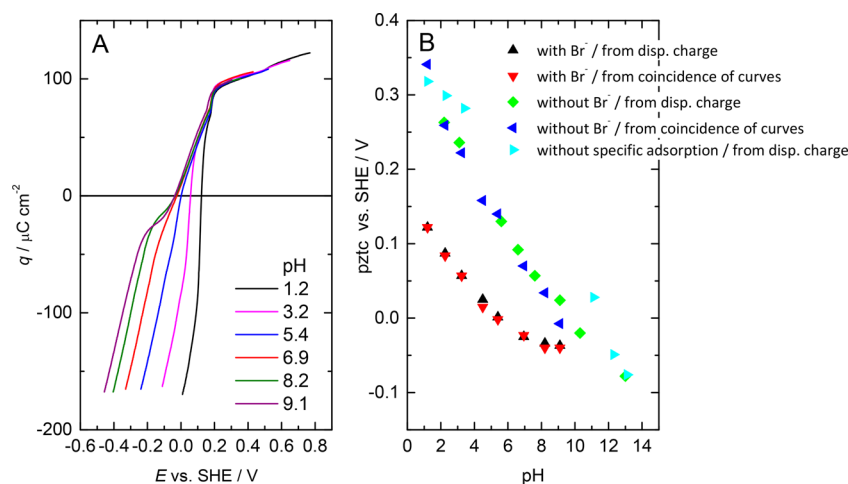 A
100
0
-100
-200
q / μC cm⁻²
pH
1.2
3.2
5.4
6.9
8.2
9.1
-0.6 -0.4 -0.2 0.0 0.2 0.4 0.6 0.8
E vs. SHE / V
B
with Br⁻ / from disp. charge
with Br⁻ / from coincidence of curves
without Br⁻ / from disp. charge
without Br⁻ / from coincidence of curves
without specific adsorption / from disp. charge
0.4
0.3
0.2
0.1
0.0
-0.1
pztc vs. SHE / V
0 2 4 6 8 10 12 14
pH